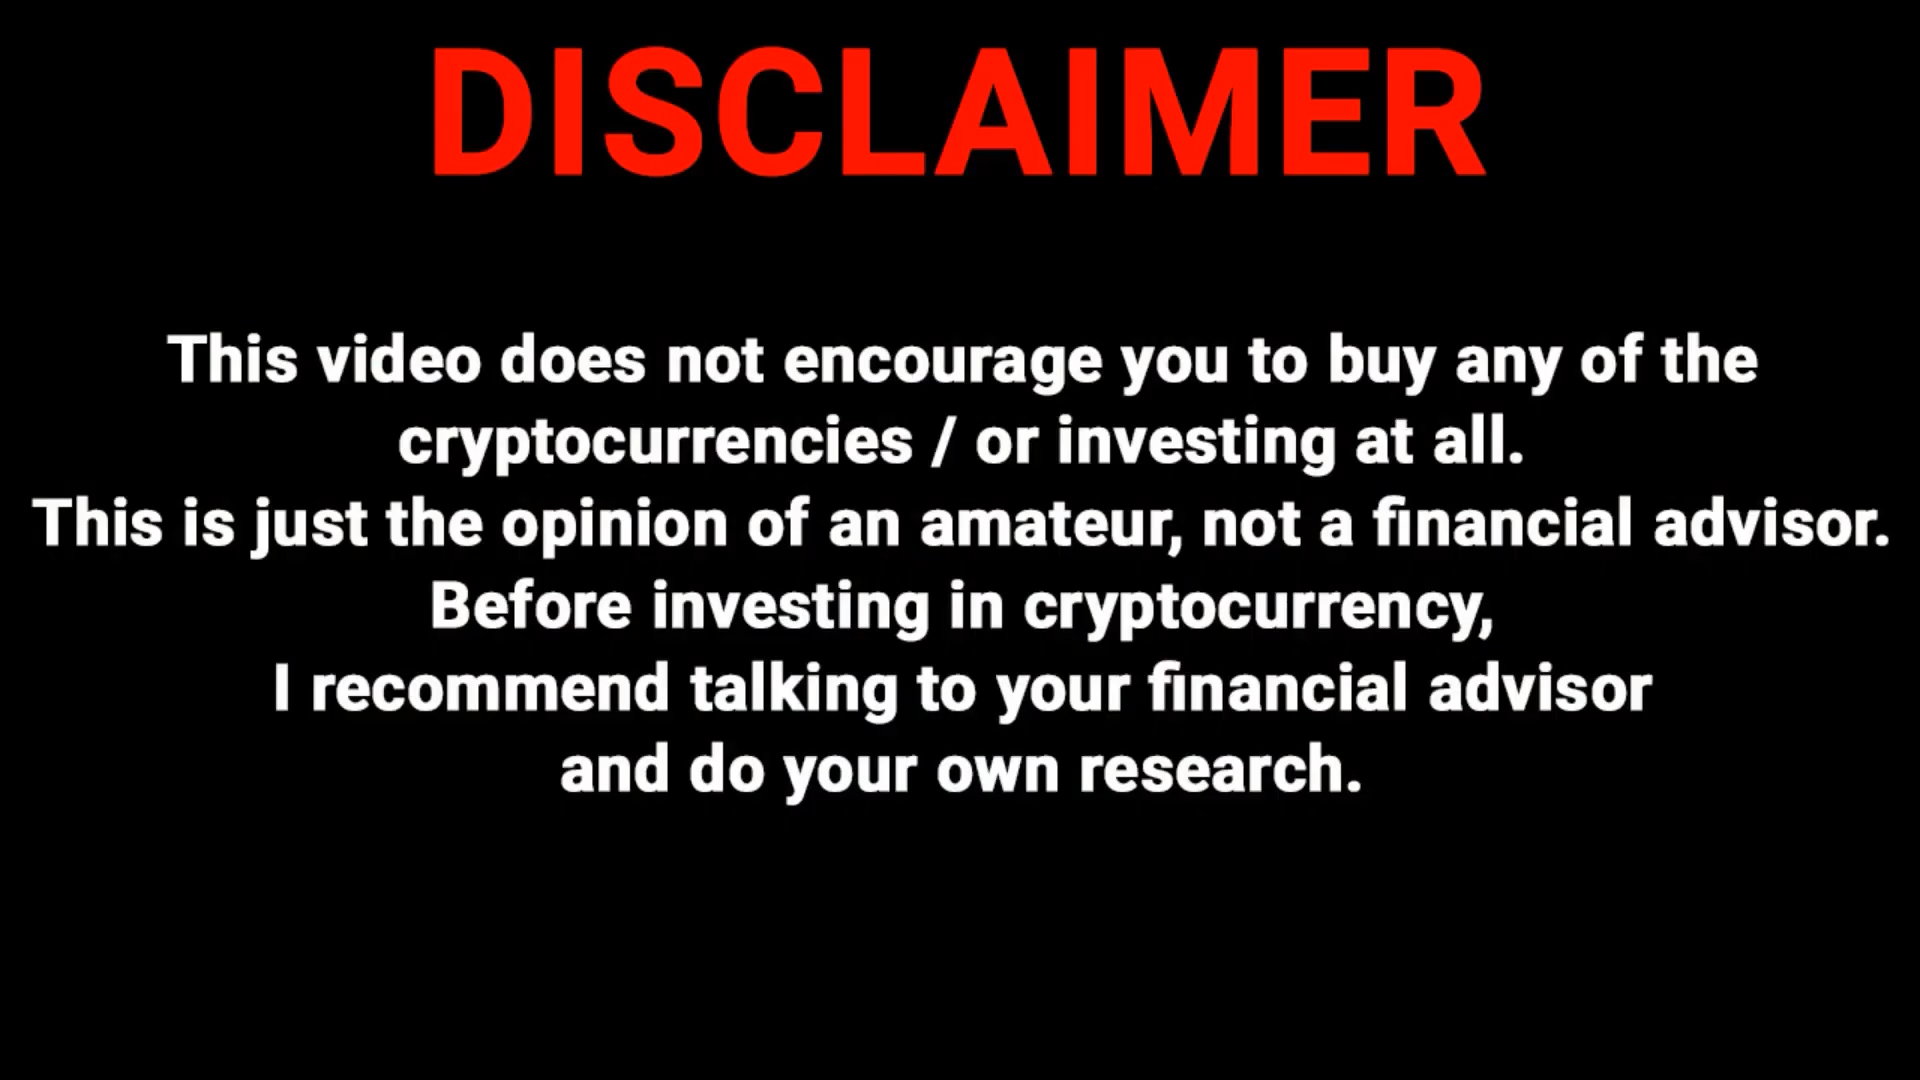 DISCLAIMER
This video does not encourage you to buy any of the
cryptocurrencies / or investing at all.
This is just the opinion of an amateur, not a financial advisor.
Before investing in cryptocurrency,
I recommend talking to your financial advisor
and do your own research.